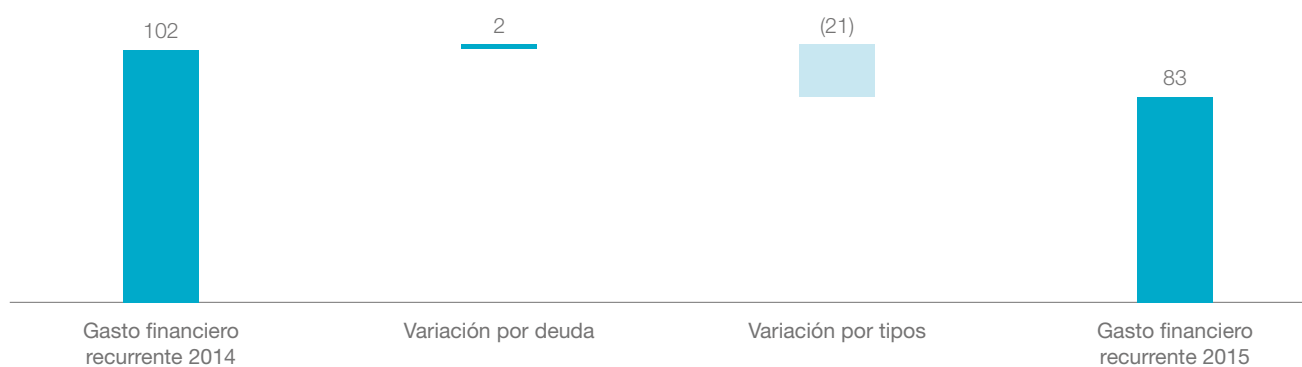 102
2
(21)
83
Gasto financiero
recurrente 2014
Variación por deuda
Variación por tipos
Gasto financiero
recurrente 2015